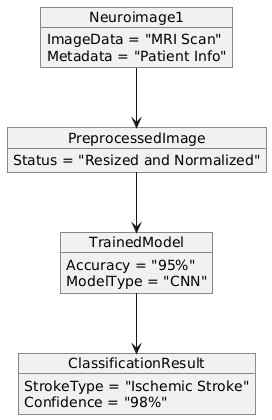 Neuroimage1
ImageData = "MRI Scan"
Metadata = "Patient Info"
PreprocessedImage
Status = "Resized and Normalized"
TrainedModel
Accuracy = "95%"
ModelType = "CNN"
ClassificationResult
StrokeType = "Ischemic Stroke"
Confidence = "98%"